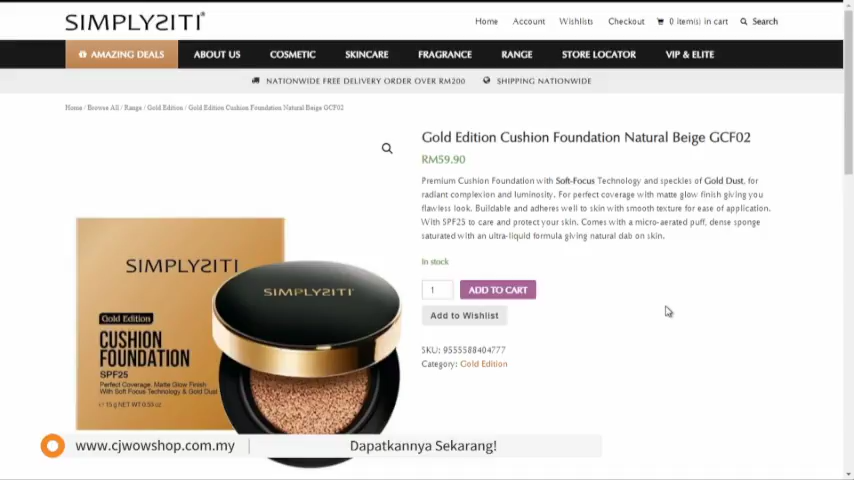 SIMPLYSITI
Home Account Wishlists Checkout 0 item(s) in cart Search
AMAZING DEALS ABOUT US COSMETIC SKINCARE FRAGRANCE RANGE STORE LOCATOR VIP & ELITE
NATIONWIDE FREE DELIVERY ORDER OVER RM200 SHIPPING NATIONWIDE
Home / Browse All / Range / Gold Edition / Gold Edition Cushion Foundation Natural Beige GCF02
Gold Edition Cushion Foundation Natural Beige GCF02
RM59.90
Premium Cushion Foundation with Soft-Focus Technology and speckles of Gold Dust, for
radiant complexion and luminosity. For perfect coverage with matte glow finish giving you
flawless look. Buildable and adheres well to skin with smooth texture for ease of application.
With SPF25 to care and protect your skin. Comes with a micro-aerated puff, dense sponge
saturated with an ultra-liquid formula giving natural dab on skin.
In stock
1 ADD TO CART
Add to Wishlist
SKU: 9555588404777
Category: Gold Edition
SIMPLYSITI
SIMPLYSITI
Gold Edition
CUSHION
FOUNDATION
SPF25
Perfect Coverage: Matte Glow Finish
With Soft Focus Technology & Gold Dust
℮ 15 g NET WT 0.53 oz
www.cjwowshop.com.my Dapatkannya Sekarang!